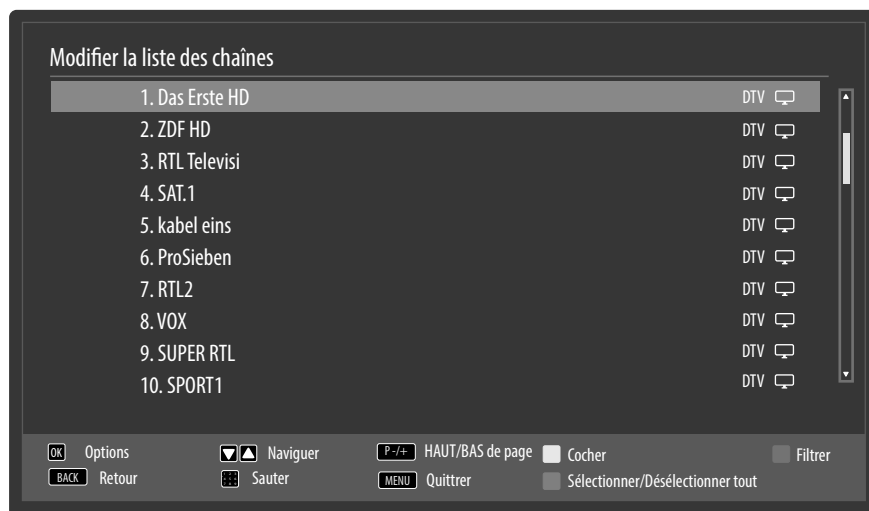 Modifier la liste des chaînes
1. Das Erste HD DTV
2. ZDF HD DTV
3. RTL Televisi DTV
4. SAT.1 DTV
5. kabel eins DTV
6. ProSieben DTV
7. RTL2 DTV
8. VOX DTV
9. SUPER RTL DTV
10. SPORT1 DTV
OK Options Naviguer P -/+ HAUT/BAS de page Cocher Filtrer
BACK Retour Sauter MENU Quittrer Sélectionner/Désélectionner tout